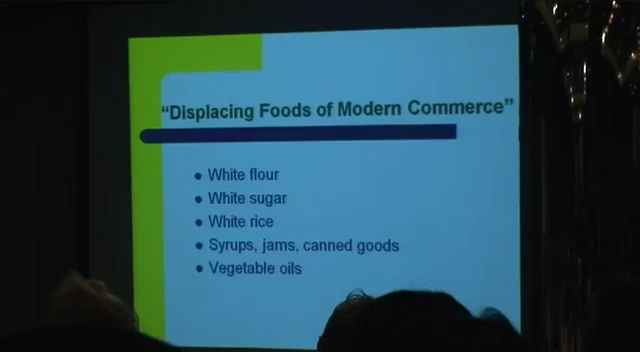 "Displacing Foods of Modern Commerce"
• White flour
• White sugar
• White rice
• Syrups, jams, canned goods
• Vegetable oils